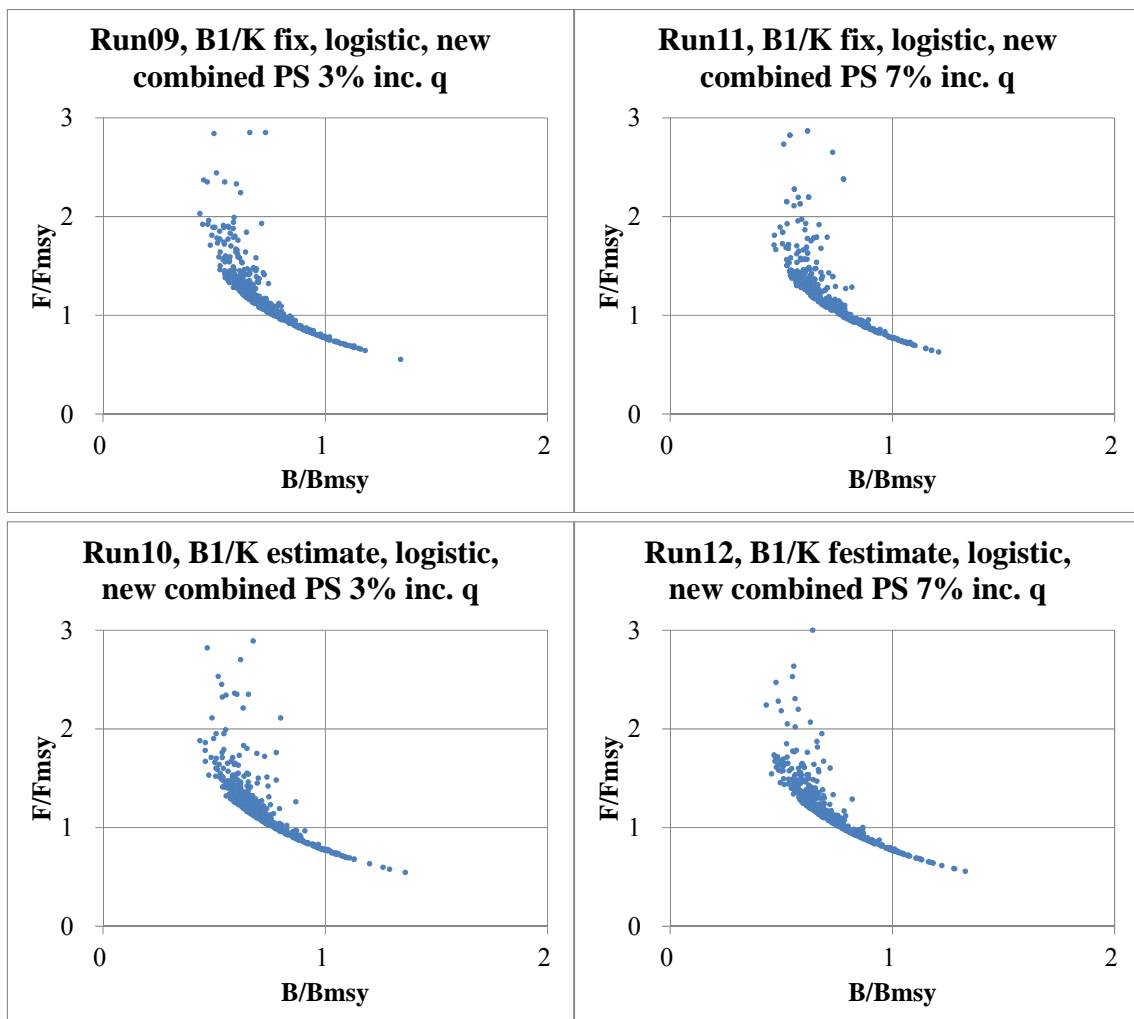 Run09, B1/K fix, logistic, new
combined PS 3% inc. q
3
2
1
0
0
1
2
F/Fmsy
B/Bmsy
Run11, B1/K fix, logistic, new
combined PS 7% inc. q
3
2
1
0
0
1
2
F/Fmsy
B/Bmsy
Run10, B1/K estimate, logistic,
new combined PS 3% inc. q
3
2
1
0
0
1
2
F/Fmsy
B/Bmsy
Run12, B1/K festimate, logistic,
new combined PS 7% inc. q
3
2
1
0
0
1
2
F/Fmsy
B/Bmsy